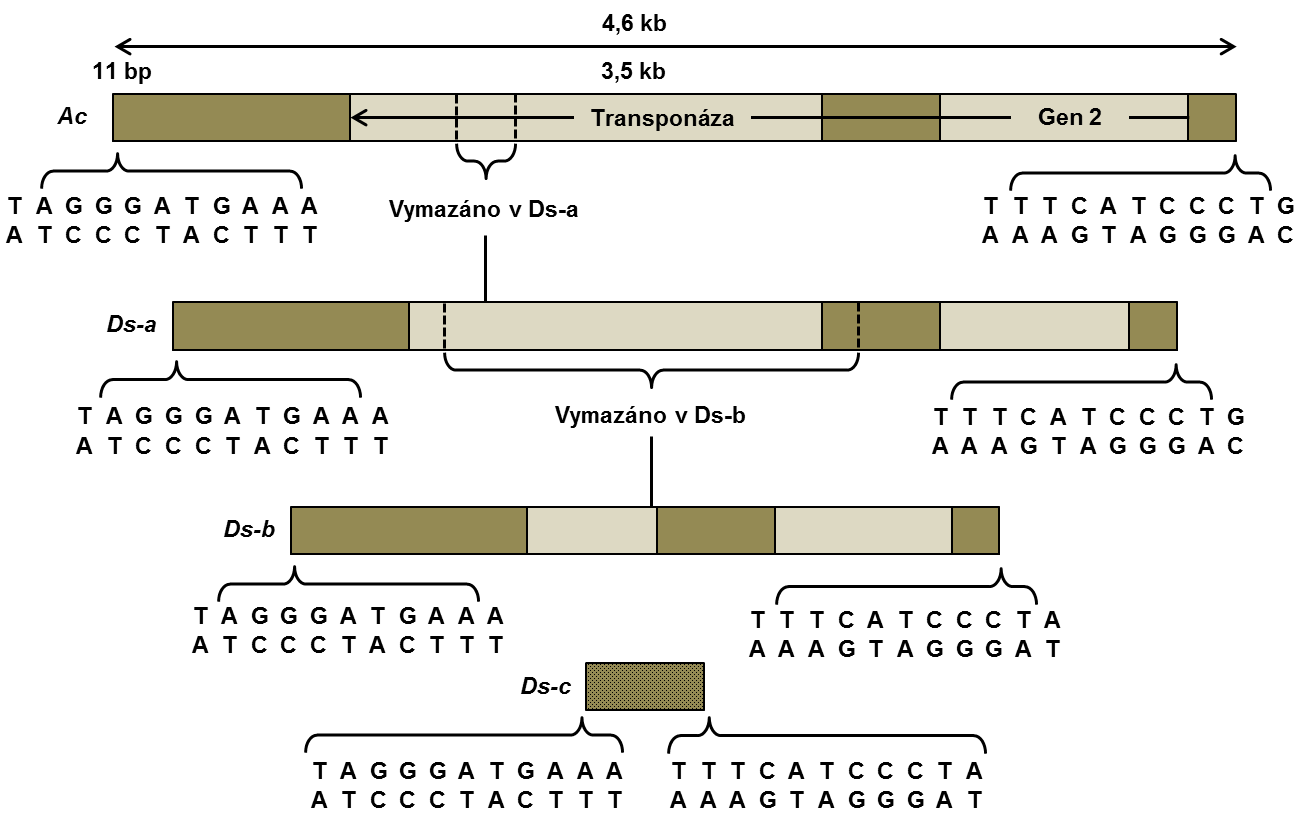 4,6 kb
11 bp 3,5 kb
Ac Transponáza Gen 2
T A G G G A T G A A A
A T C C C T A C T T T
Vymazáno v Ds-a
T T T C A T C C C T G
A A A G T A G G G A C
Ds-a
T A G G G A T G A A A
A T C C C T A C T T T
Vymazáno v Ds-b
T T T C A T C C C T G
A A A G T A G G G A C
Ds-b
T A G G G A T G A A A
A T C C C T A C T T T
T T T C A T C C C T A
A A A G T A G G G A T
Ds-c
T A G G G A T G A A A
A T C C C T A C T T T
T T T C A T C C C T A
A A A G T A G G G A T